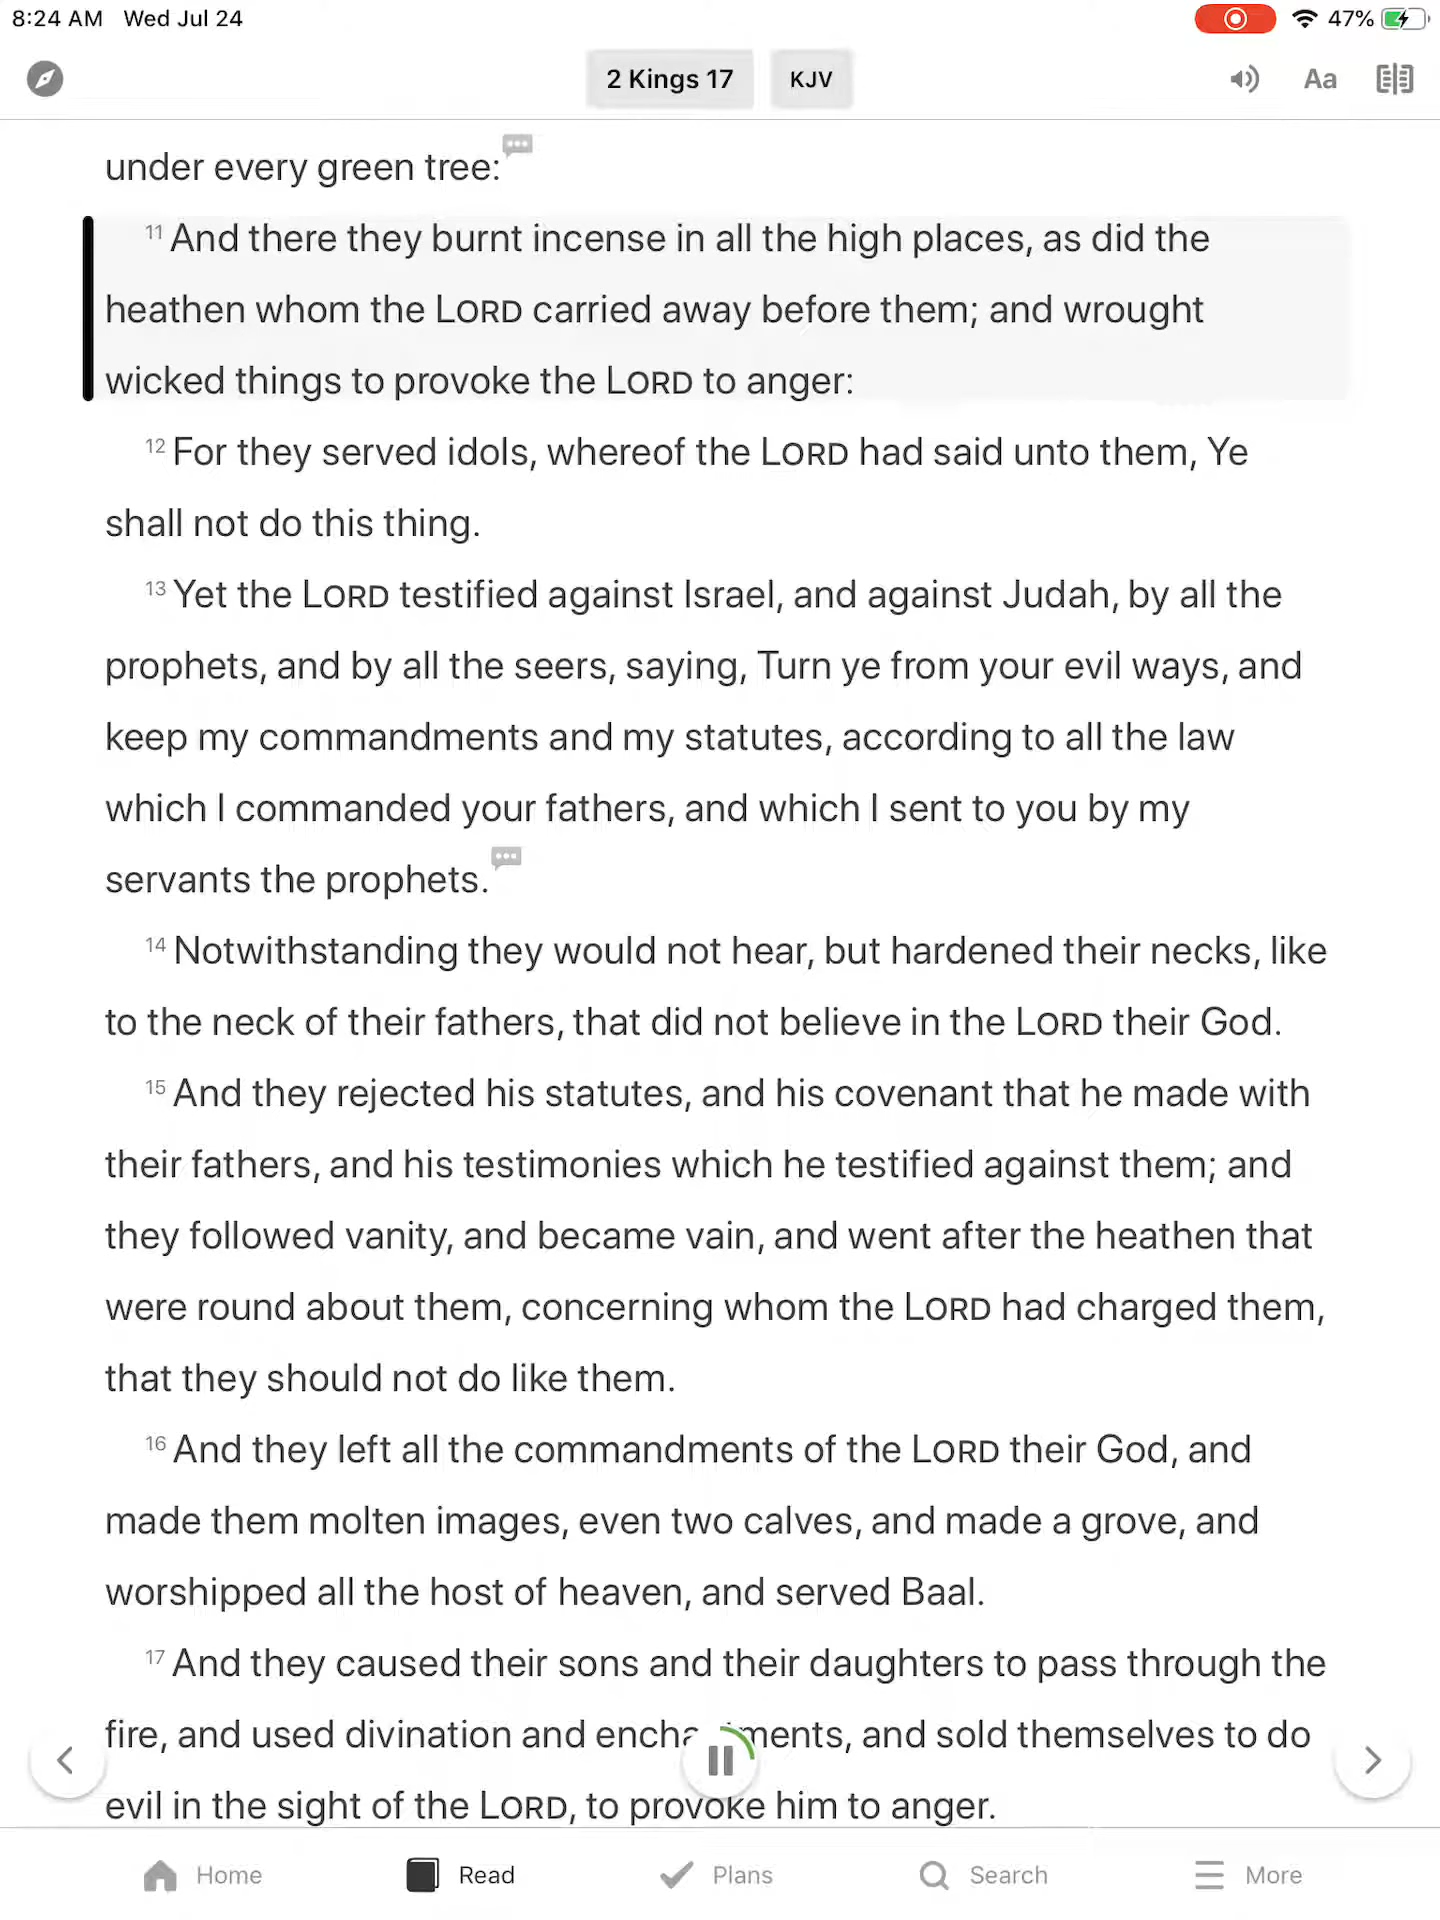 8:24 AM Wed Jul 24 47%
2 Kings 17 KJV Aa
under every green tree:
11 And there they burnt incense in all the high places, as did the
heathen whom the LORD carried away before them; and wrought
wicked things to provoke the LORD to anger:
12 For they served idols, whereof the LORD had said unto them, Ye
shall not do this thing.
13 Yet the LORD testified against Israel, and against Judah, by all the
prophets, and by all the seers, saying, Turn ye from your evil ways, and
keep my commandments and my statutes, according to all the law
which I commanded your fathers, and which I sent to you by my
servants the prophets.
14 Notwithstanding they would not hear, but hardened their necks, like
to the neck of their fathers, that did not believe in the LORD their God.
15 And they rejected his statutes, and his covenant that he made with
their fathers, and his testimonies which he testified against them; and
they followed vanity, and became vain, and went after the heathen that
were round about them, concerning whom the LORD had charged them,
that they should not do like them.
16 And they left all the commandments of the LORD their God, and
made them molten images, even two calves, and made a grove, and
worshipped all the host of heaven, and served Baal.
17 And they caused their sons and their daughters to pass through the
fire, and used divination and enchantments, and sold themselves to do
evil in the sight of the LORD, to provoke him to anger.
Home Read Plans Search More